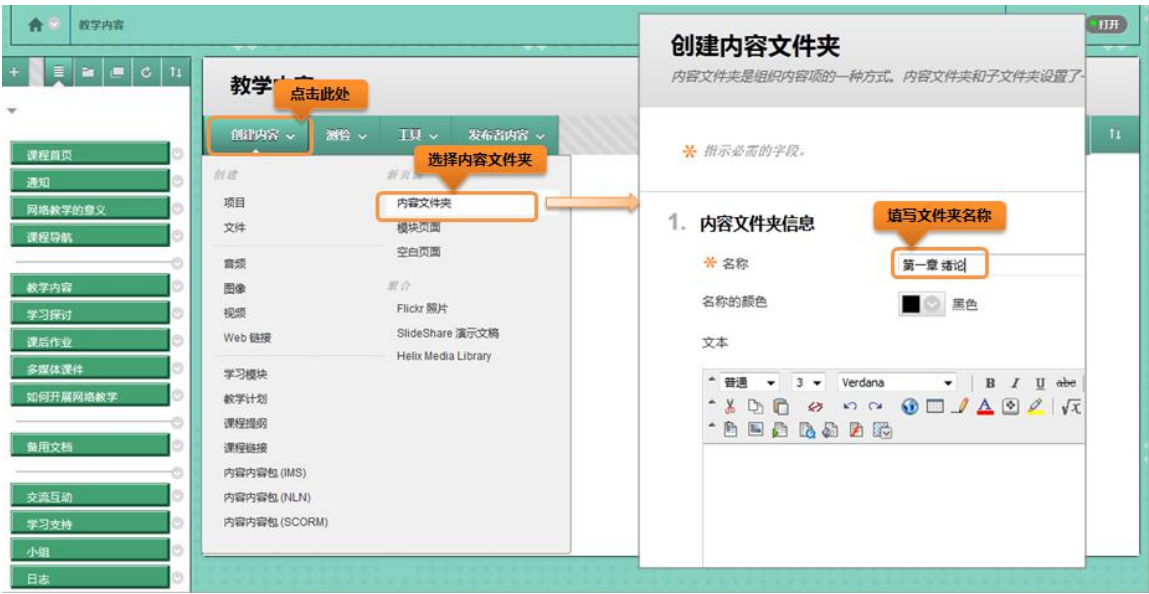 教学内容
打开
课程首页
通知
网络教学的意义
课程导航
教学内容
学习探讨
课后作业
多媒体课件
如何开展网络教学
备用文档
交流互动
学习支持
小组
日志
教学
点击此处
创建内容
测验
工具
发布者内容
选择内容文件夹
创建
项目
文件
音频
图像
视频
Web 链接
学习模块
教学计划
课程提纲
课程链接
内容内容包 (IMS)
内容内容包 (NLN)
内容内容包 (SCORM)
内容文件夹
模块页面
空白页面
Flickr 照片
SlideShare 演示文稿
Helix Media Library
创建内容文件夹
内容文件夹是组织内容项的一种方式。内容文件夹和子文件夹设置了
* 指示必需的字段。
1. 内容文件夹信息
填写文件夹名称
* 名称
第一章 绪论
名称的颜色
黑色
文本
普通 3 Verdana B I U abc